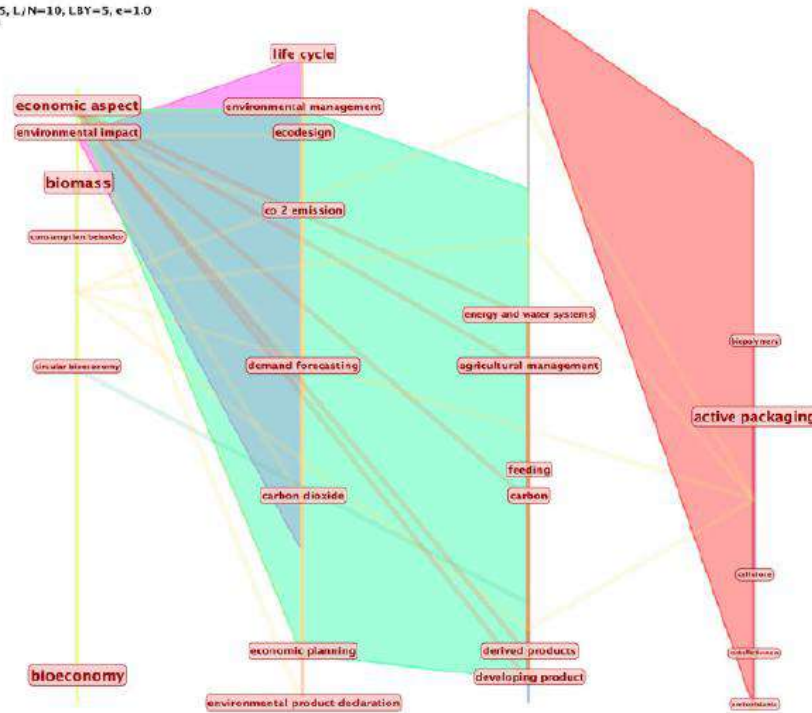 5, L/N=10, LBY=5, e=1.0
life cycle
economic aspect
environmental management
environmental impact
ecodesign
biomass
co 2 emission
consumption behavior
energy and water systems
biopolymers
circular bioeconomy
demand forecasting
agricultural management
active packaging
feeding
carbon dioxide
carbon
cellulose
economic planning
derived products
bioeconomy
developing product
environmental product declaration
antioxidants